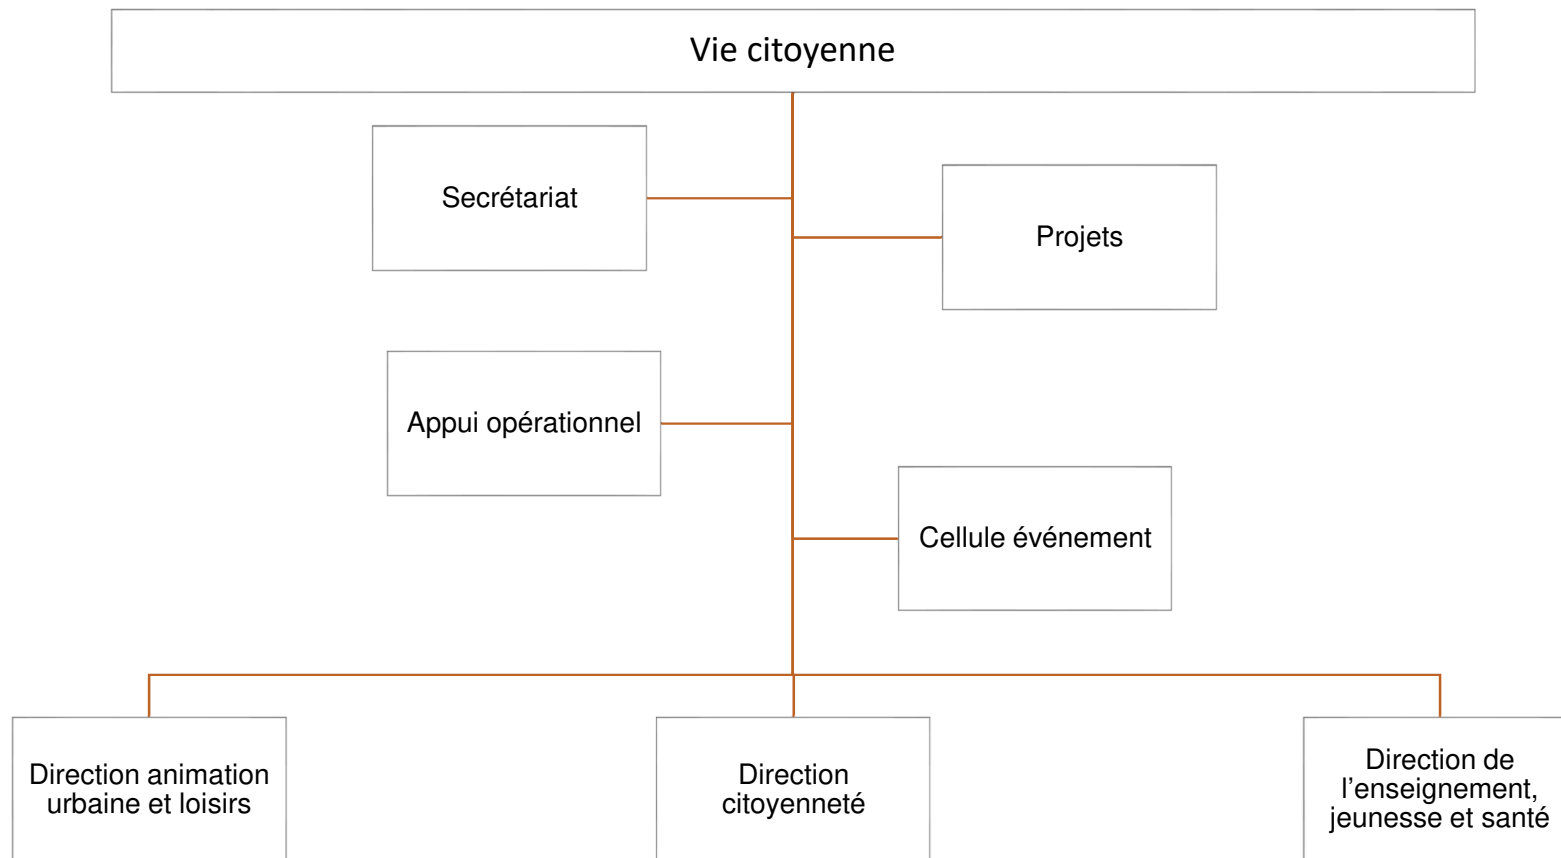 Vie citoyenne
Secrétariat
Projets
Appui opérationnel
Cellule événement
Direction animation
urbaine et loisirs
Direction
citoyenneté
Direction de
l’enseignement,
jeunesse et santé